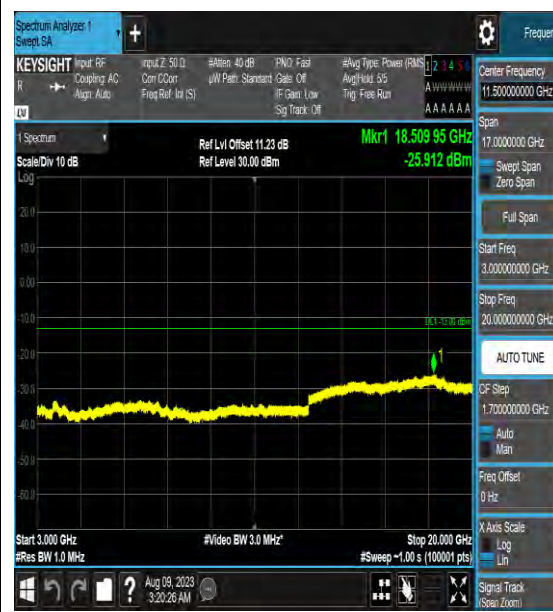 Spectrum Analyzer 1
Swept SA
+
Frequen
KEYSIGHT Input: RF Input Z: 50 Ω #Atten: 40 dB PNO: Fast #Avg Type: Power (RMS 1 2 3 4 5 6
R Coupling: AC Corr CCorr µW Path: Standard Gate: Off Avg|Hold: 5/5 A W W W W W
Align: Auto Freq Ref: Int (S) IF Gain: Low Trig: Free Run
Sig Track: Off A A A A A A
LXI
1 Spectrum
Scale/Div 10 dB
Ref Lvl Offset 11.23 dB
Ref Level 30.00 dBm
Mkr1 18.509 95 GHz
-25.912 dBm
Log
20.0
10.0
0.00
-10.0
DL1 -13.00 dBm
-20.0
1
-30.0
-40.0
-50.0
-60.0
Start 3.000 GHz #Video BW 3.0 MHz* Stop 20.000 GHz
#Res BW 1.0 MHz #Sweep ~1.00 s (100001 pts)
? Aug 09, 2023
3:20:26 AM
Center Frequency
11.500000000 GHz
Span
17.0000000 GHz
Swept Span
Zero Span
Full Span
Start Freq
3.000000000 GHz
Stop Freq
20.000000000 GHz
AUTO TUNE
CF Step
1.700000000 GHz
Auto
Man
Freq Offset
0 Hz
X Axis Scale
Log
Lin
Signal Track
(Span Zoom)